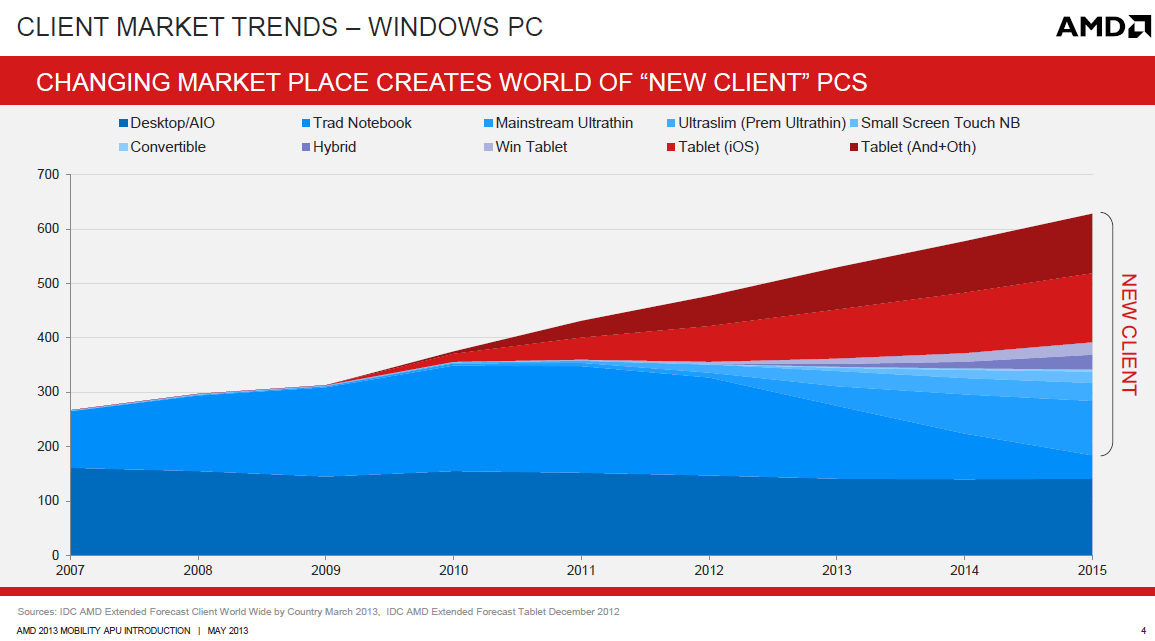 CLIENT MARKET TRENDS – WINDOWS PC
AMD
CHANGING MARKET PLACE CREATES WORLD OF “NEW CLIENT” PCS
Desktop/AIO Trad Notebook Mainstream Ultrathin Ultraslim (Prem Ultrathin) Small Screen Touch NB
Convertible Hybrid Win Tablet Tablet (iOS) Tablet (And+Oth)
700
600
500
400
300
200
100
0
2007 2008 2009 2010 2011 2012 2013 2014 2015
NEW CLIENT
Sources: IDC AMD Extended Forecast Client World Wide by Country March 2013, IDC AMD Extended Forecast Tablet December 2012
AMD 2013 MOBILITY APU INTRODUCTION | MAY 2013
4